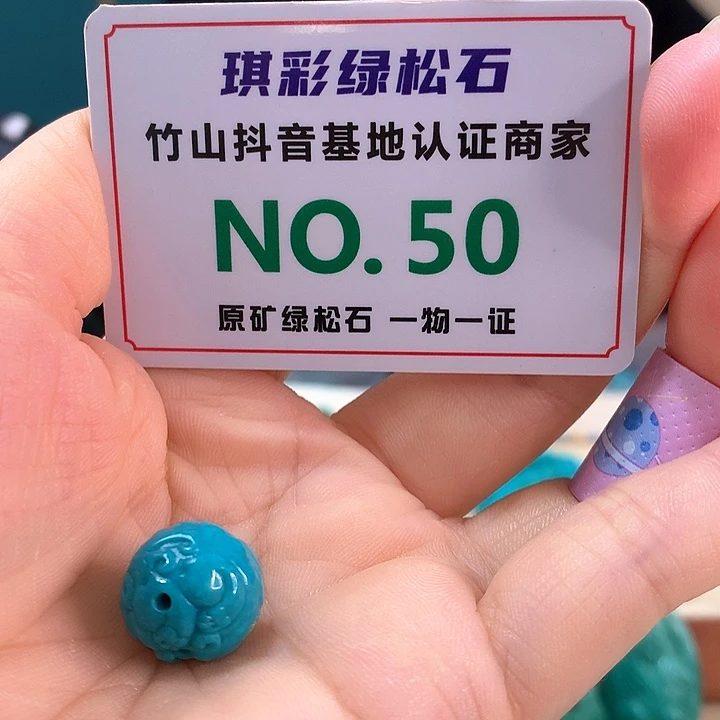 琪彩绿松石
竹山抖音基地认证商家
NO. 50
原矿绿松石 一物一证